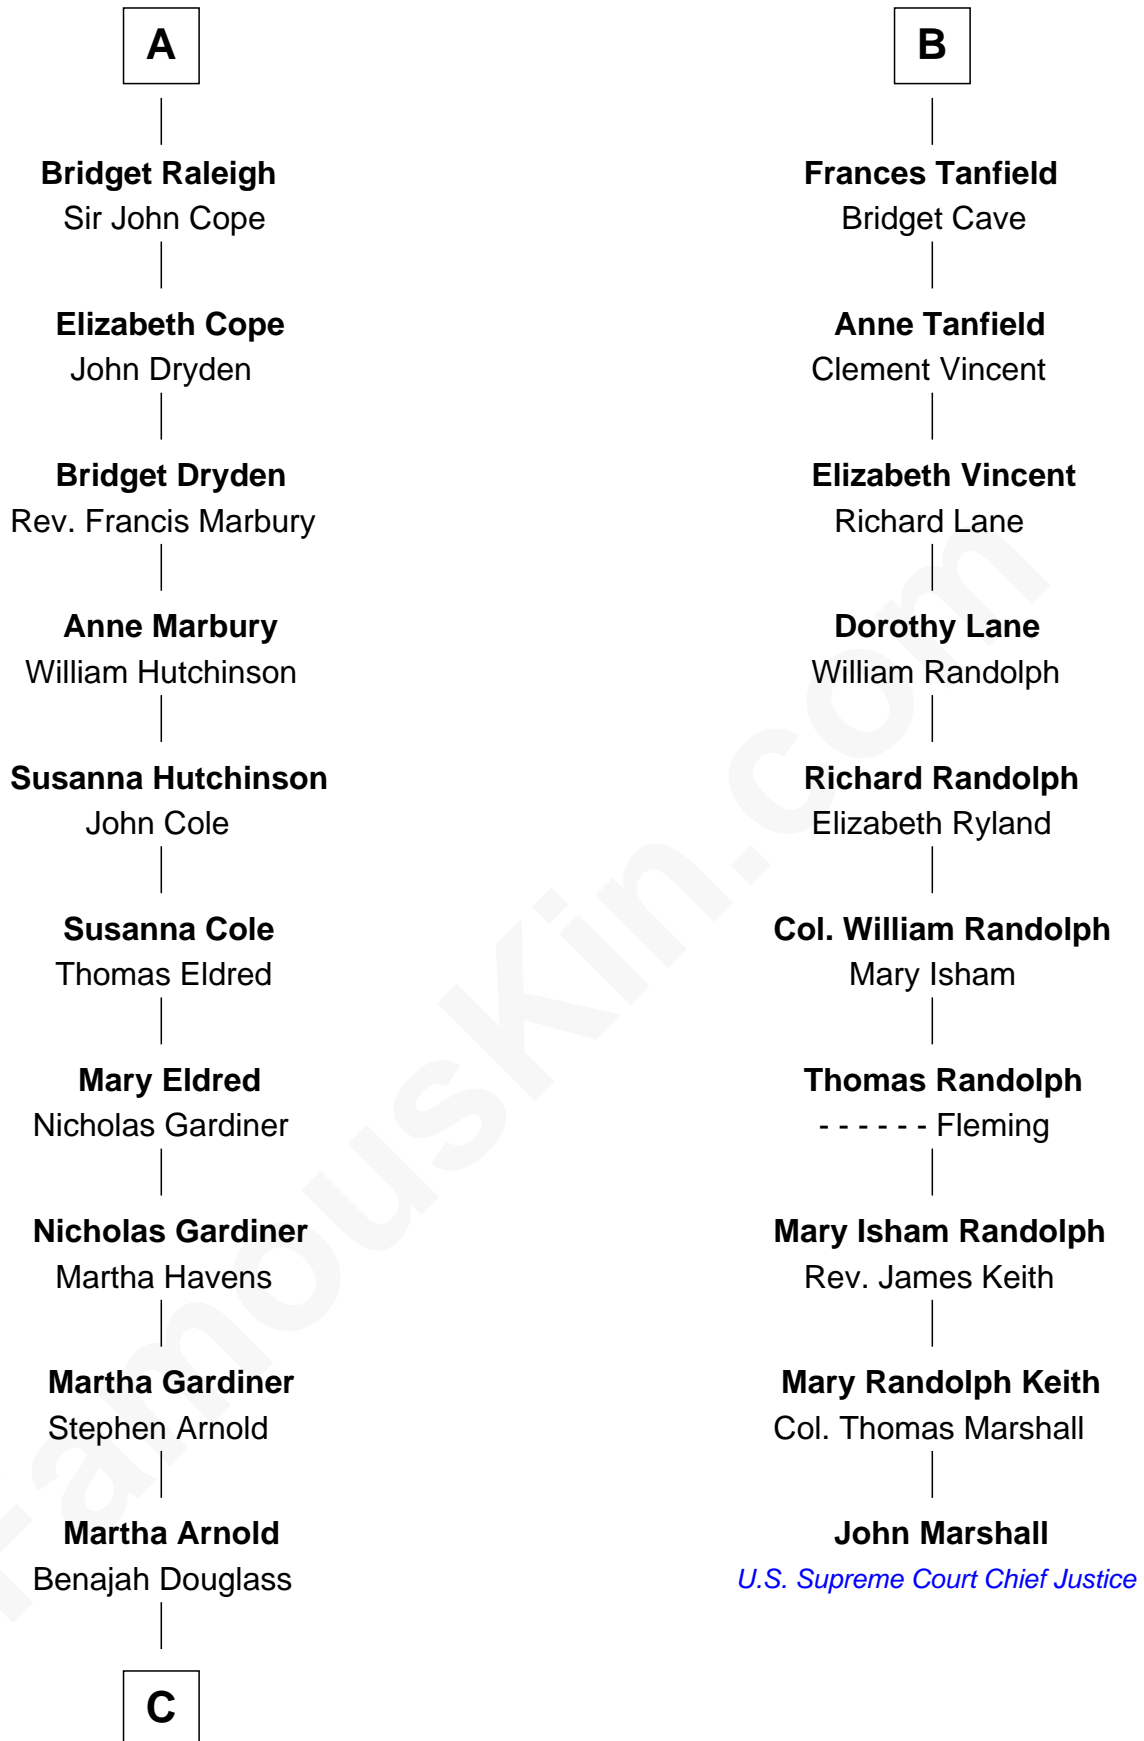 A
Bridget Raleigh
Sir John Cope
Elizabeth Cope
John Dryden
Bridget Dryden
Rev. Francis Marbury
Anne Marbury
William Hutchinson
Susanna Hutchinson
John Cole
Susanna Cole
Thomas Eldred
Mary Eldred
Nicholas Gardiner
Nicholas Gardiner
Martha Havens
Martha Gardiner
Stephen Arnold
Martha Arnold
Benajah Douglass
C
B
Frances Tanfield
Bridget Cave
Anne Tanfield
Clement Vincent
Elizabeth Vincent
Richard Lane
Dorothy Lane
William Randolph
Richard Randolph
Elizabeth Ryland
Col. William Randolph
Mary Isham
Thomas Randolph
- - - - - - Fleming
Mary Isham Randolph
Rev. James Keith
Mary Randolph Keith
Col. Thomas Marshall
John Marshall
U.S. Supreme Court Chief Justice
FamousKin.com